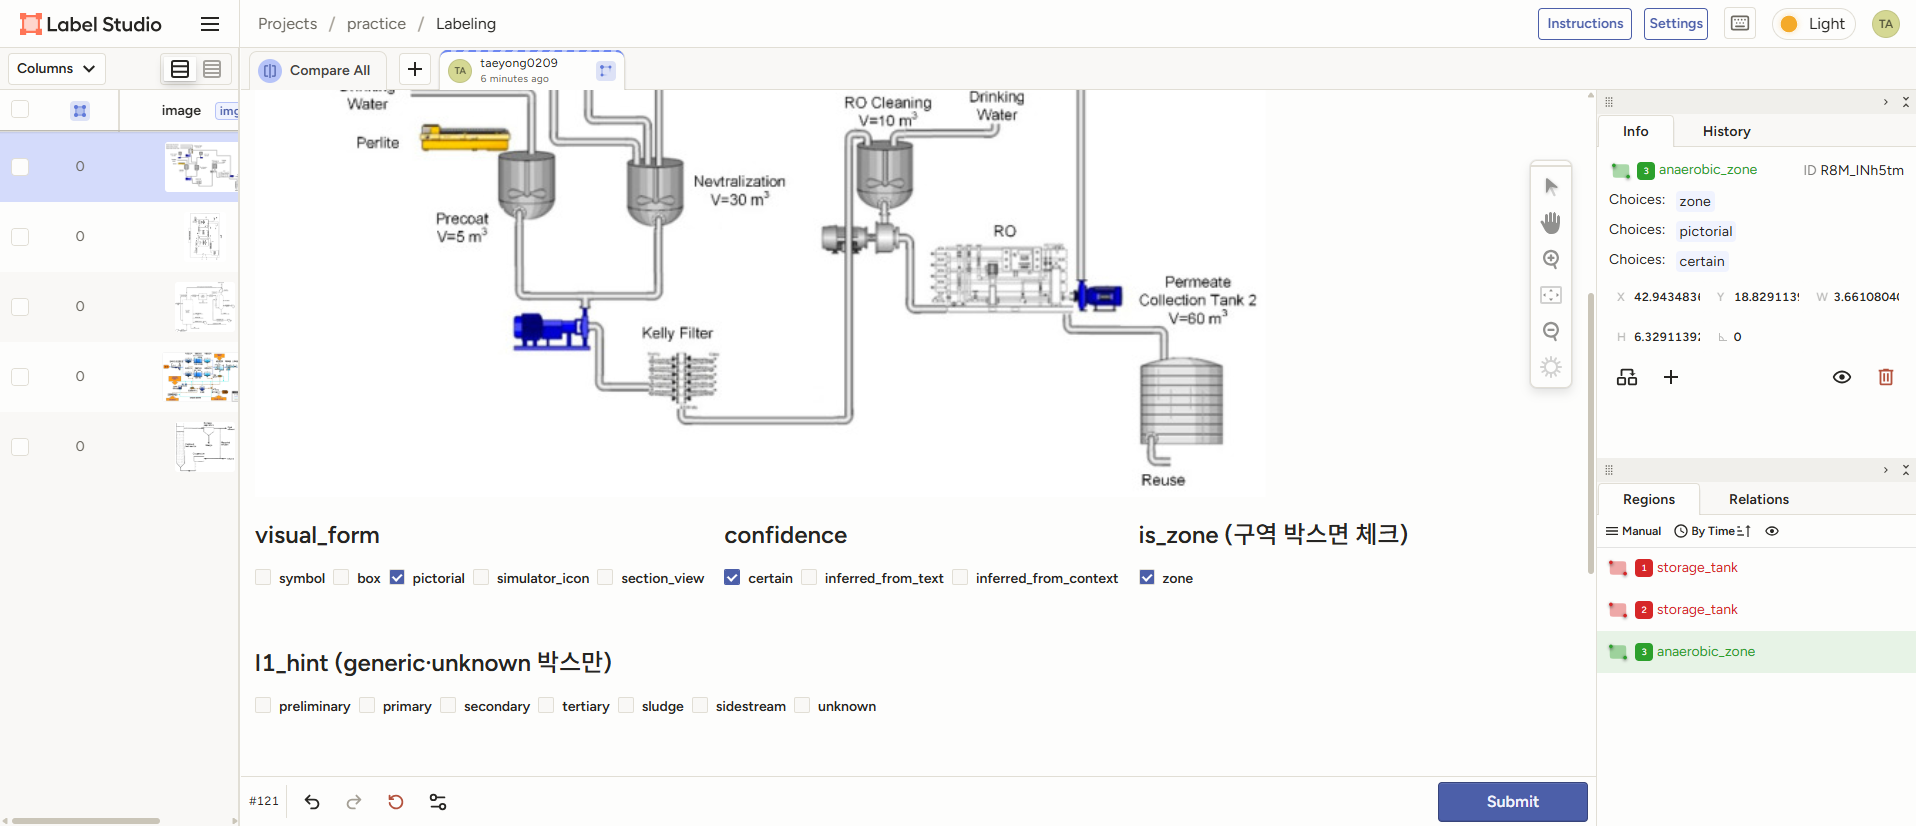 Label Studio
Projects / practice / Labeling
Instructions
Settings
Light
TA
Columns
Compare All
TA
taeyong0209
6 minutes ago
image
img
0
0
0
0
0
Drinking
Water
Perlite
Precoat
V=5 m³
Nevtralization
V=30 m³
Kelly Filter
RO Cleaning
V=10 m³
Drinking
Water
RO
Permeate
Collection Tank 2
V=60 m³
Reuse
visual_form
symbol box pictorial simulator_icon section_view
confidence
certain inferred_from_text inferred_from_context
is_zone (구역 박스면 체크)
zone
l1_hint (generic·unknown 박스만)
preliminary primary secondary tertiary sludge sidestream unknown
#121
Submit
Info
History
3 anaerobic_zone
ID R8M_INh5tm
Choices: zone
Choices: pictorial
Choices: certain
X 42.943483 Y 18.829113 W 3.6610804
H 6.3291139 0
Regions
Relations
Manual
By Time
1 storage_tank
2 storage_tank
3 anaerobic_zone